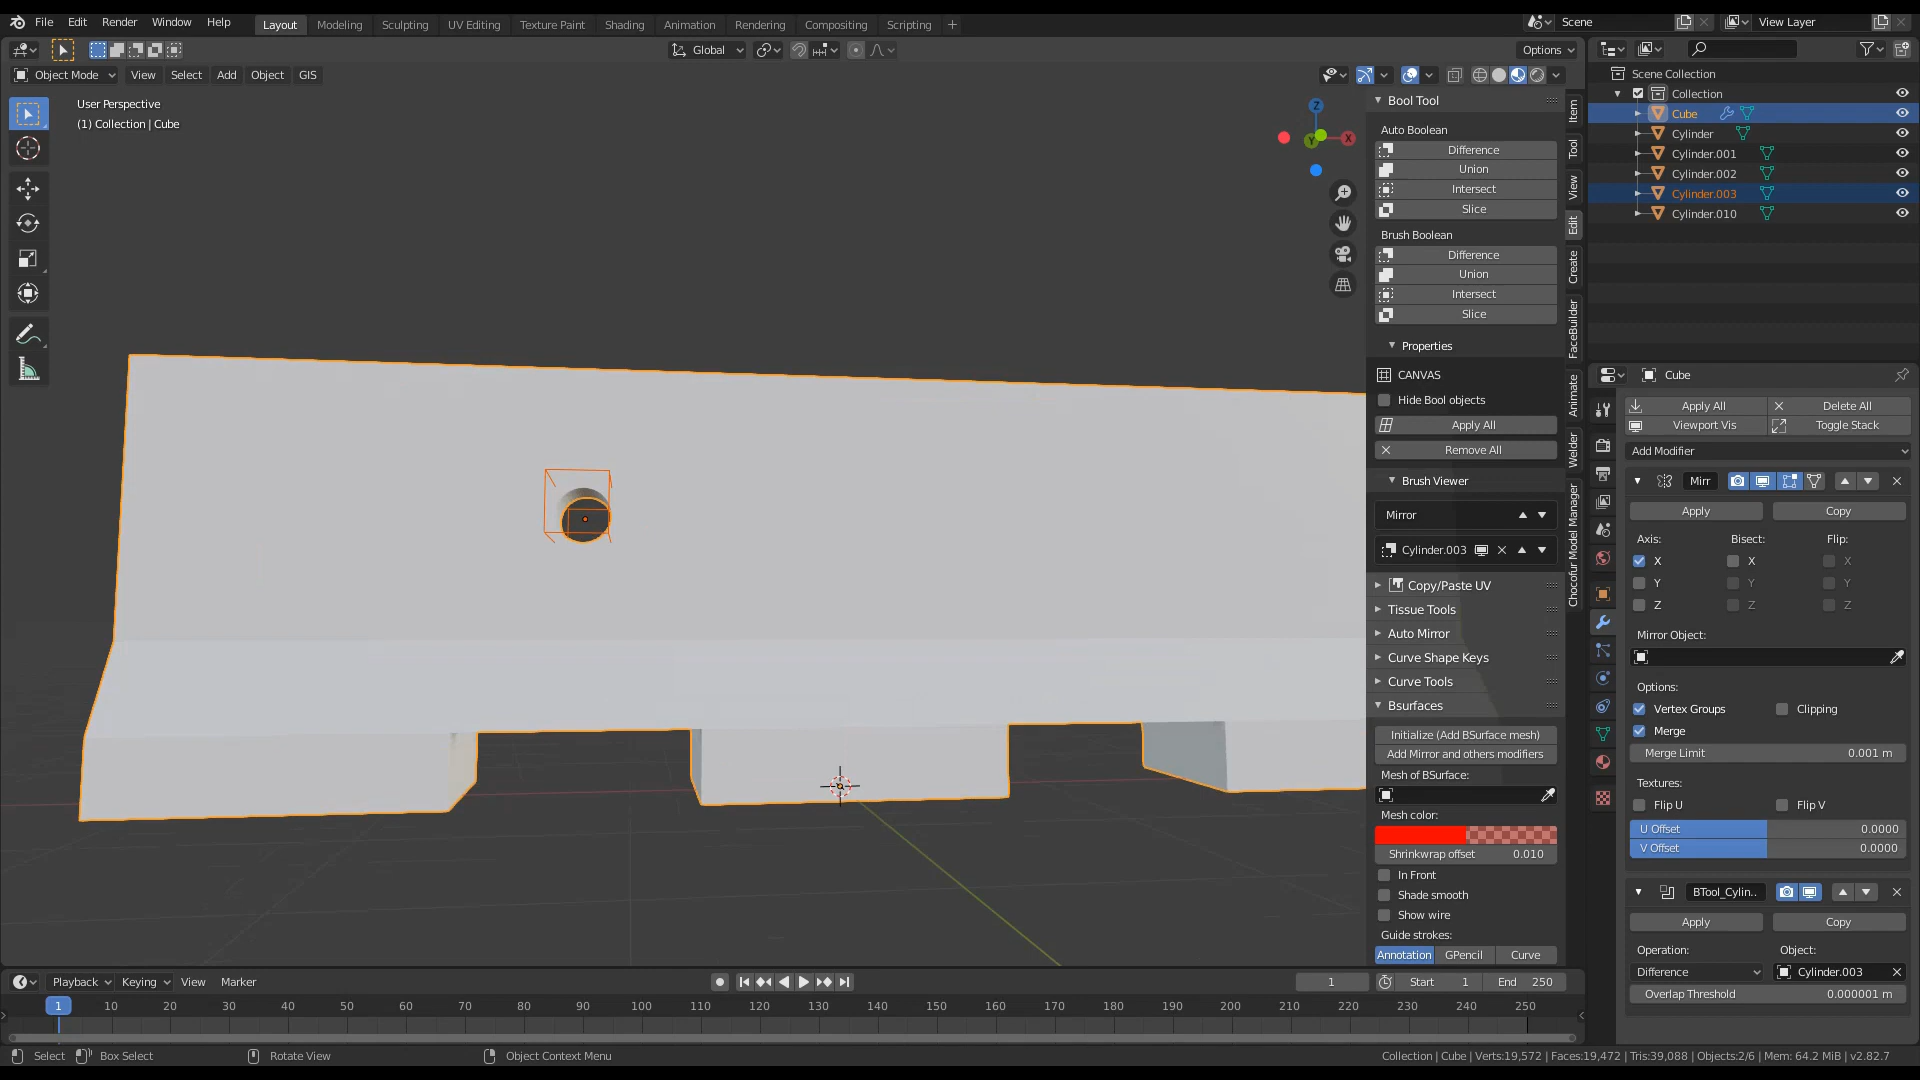 File Edit Render Window Help
Layout Modeling Sculpting UV Editing Texture Paint Shading Animation Rendering Compositing Scripting +
Scene
View Layer
Global
Options
Object Mode View Select Add Object GIS
User Perspective
(1) Collection | Cube
Z
Y
X
Bool Tool
Auto Boolean
Difference
Union
Intersect
Slice
Brush Boolean
Difference
Union
Intersect
Slice
Properties
CANVAS
Hide Bool objects
Apply All
Remove All
Brush Viewer
Mirror
Cylinder.003
Copy/Paste UV
Tissue Tools
Auto Mirror
Curve Shape Keys
Curve Tools
Bsurfaces
Initialize (Add BSurface mesh)
Add Mirror and others modifiers
Mesh of BSurface:
Mesh color:
Shrinkwrap offset 0.010
In Front
Shade smooth
Show wire
Guide strokes:
Annotation GPencil Curve
Item
Tool
View
Edit
Create
FaceBuilder
Animate
Welder
Chocofur Model Manager
Scene Collection
Collection
Cube
Cylinder
Cylinder.001
Cylinder.002
Cylinder.003
Cylinder.010
Cube
Apply All Delete All
Viewport Vis Toggle Stack
Add Modifier
Mirr
Apply Copy
Axis: Bisect: Flip:
X X X
Y Y Y
Z Z Z
Mirror Object:
Options:
Vertex Groups Clipping
Merge
Merge Limit 0.001 m
Textures:
Flip U Flip V
U Offset 0.0000
V Offset 0.0000
BTool_Cylin..
Apply Copy
Operation: Object:
Difference Cylinder.003
Overlap Threshold 0.000001 m
Playback Keying View Marker
1 Start 1 End 250
1 10 20 30 40 50 60 70 80 90 100 110 120 130 140 150 160 170 180 190 200 210 220 230 240 250
Select Box Select Rotate View Object Context Menu
Collection | Cube | Verts:19,572 | Faces:19,472 | Tris:39,088 | Objects:2/6 | Mem: 64.2 MiB | v2.82.7